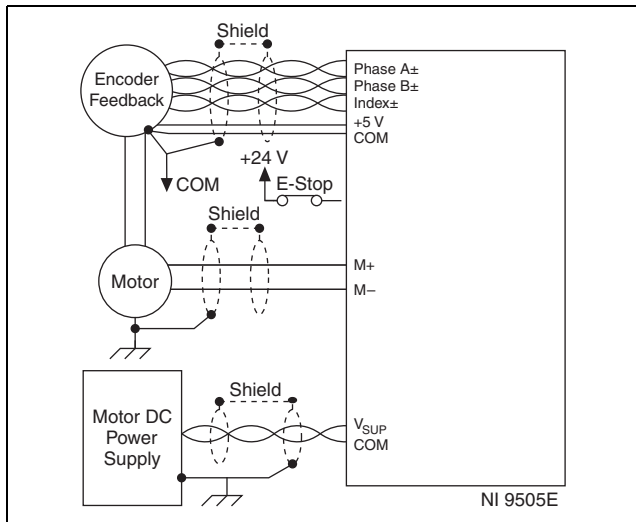 Shield
Encoder
Feedback
Phase A±
Phase B±
Index±
+5 V
COM
+24 V
COM
E-Stop
Shield
Motor
M+
M–
Shield
Motor DC
Power
Supply
VSUP
COM
NI 9505E